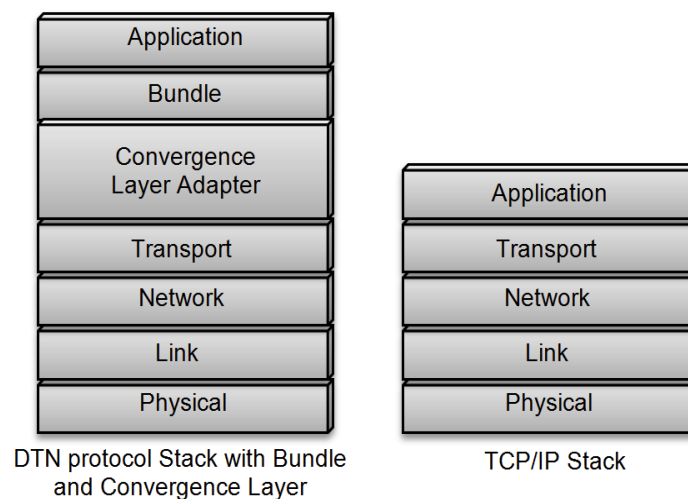 Application
Bundle
Convergence
Layer Adapter
Transport
Network
Link
Physical
DTN protocol Stack with Bundle
and Convergence Layer
Application
Transport
Network
Link
Physical
TCP/IP Stack